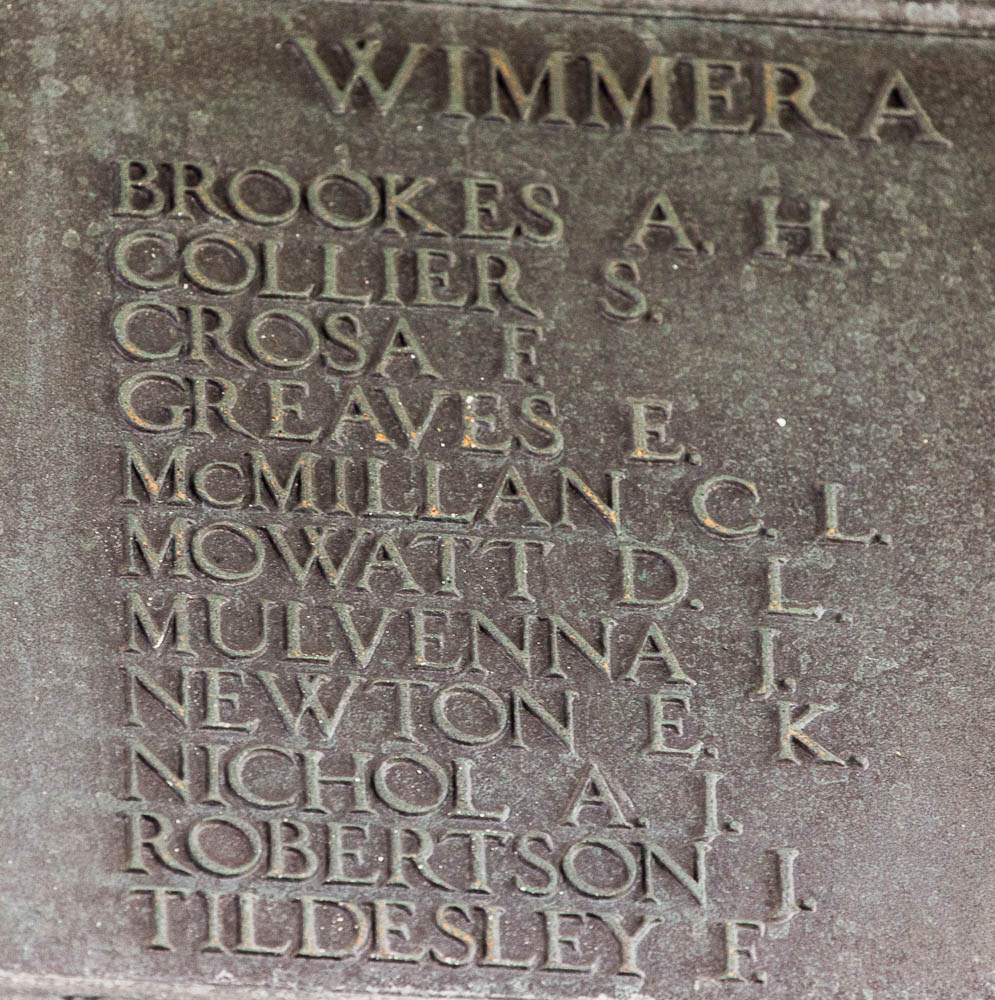 WIMMERA
BROOKES A. H.
COLLIER S.
CROSA F.
GREAVES E.
McMILLAN C. L.
MOWATT D. L.
MULVENNA J.
NEWTON E. K.
NICHOL A. J.
ROBERTSON J.
TILDESLEY F.